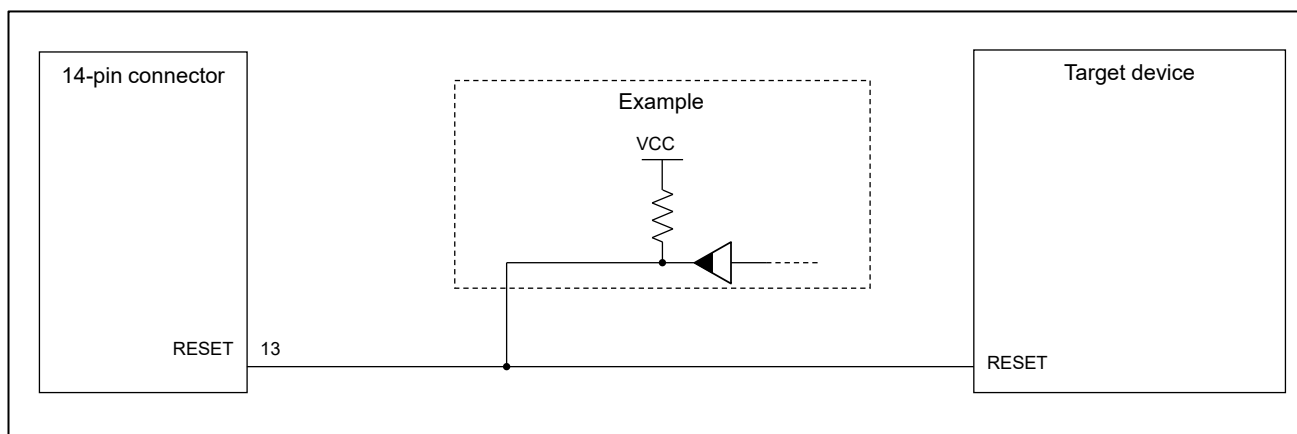 14-pin connector
Example
Target device
VCC
RESET
13
RESET